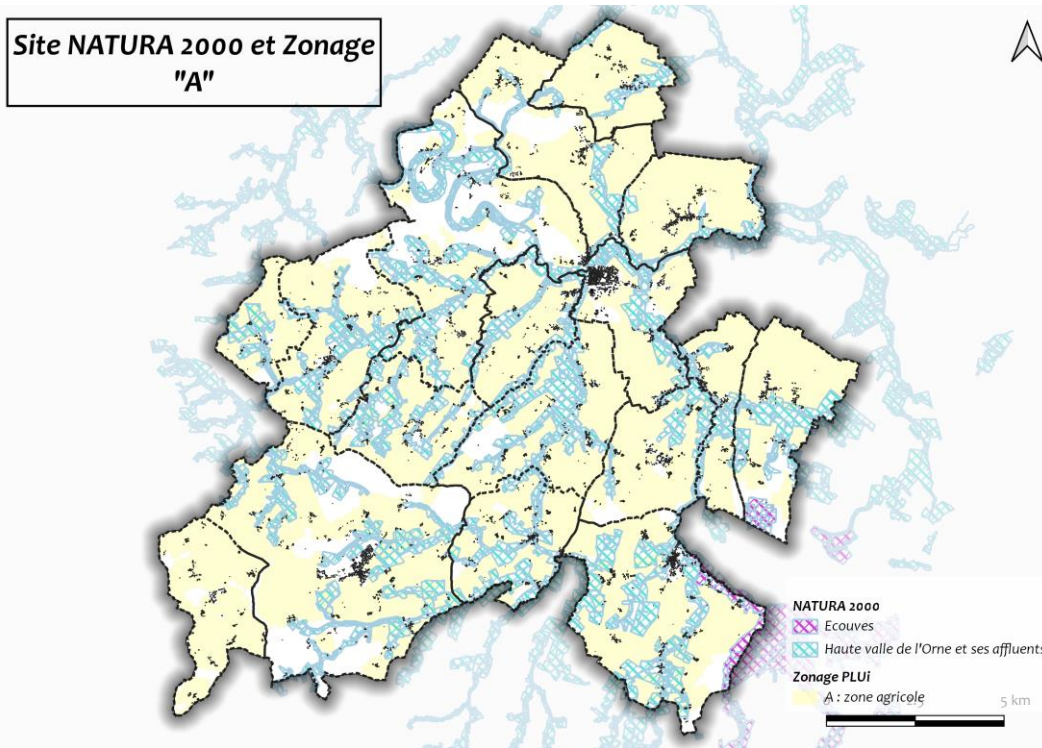 Site NATURA 2000 et Zonage
"A"
NATURA 2000
Ecouves
Haute valle de l'Orne et ses affluents
Zonage PLUi
A : zone agricole
5 km